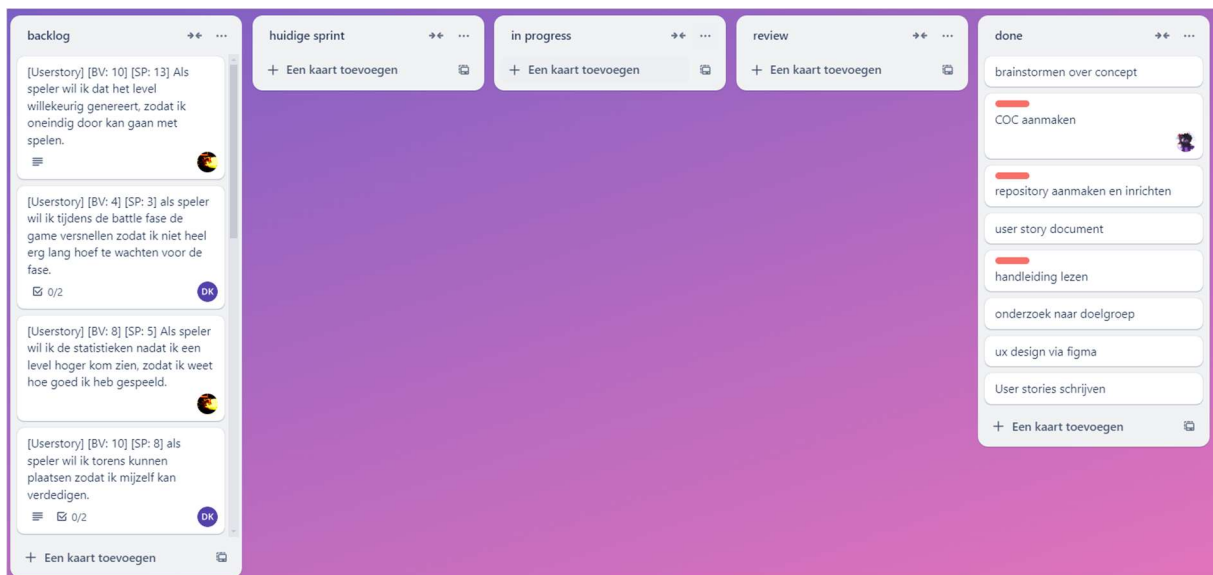 backlog
[Userstory] [BV: 10] [SP: 13] Als
speler wil ik dat het level
willekeurig genereert, zodat ik
oneindig door kan gaan met
spelen.
[Userstory] [BV: 4] [SP: 3] als speler
wil ik tijdens de battle fase de
game versnellen zodat ik niet heel
erg lang hoef te wachten voor de
fase.
0/2
DK
[Userstory] [BV: 8] [SP: 5] Als speler
wil ik de statistieken nadat ik een
level hoger kom zien, zodat ik weet
hoe goed ik heb gespeeld.
[Userstory] [BV: 10] [SP: 8] als
speler wil ik torens kunnen
plaatsen zodat ik mijzelf kan
verdedigen.
0/2
DK
+ Een kaart toevoegen
huidige sprint
+ Een kaart toevoegen
in progress
+ Een kaart toevoegen
review
+ Een kaart toevoegen
done
brainstormen over concept
COC aanmaken
repository aanmaken en inrichten
user story document
handleiding lezen
onderzoek naar doelgroep
ux design via figma
User stories schrijven
+ Een kaart toevoegen